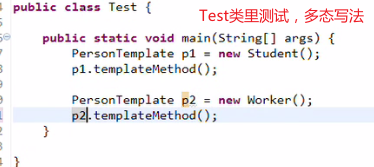 public class Test {
Test类里测试，多态写法
public static void main(String[] args) {
PersonTemplate p1 = new Student();
p1.templateMethod();
PersonTemplate p2 = new Worker();
p2.templateMethod();
}
}